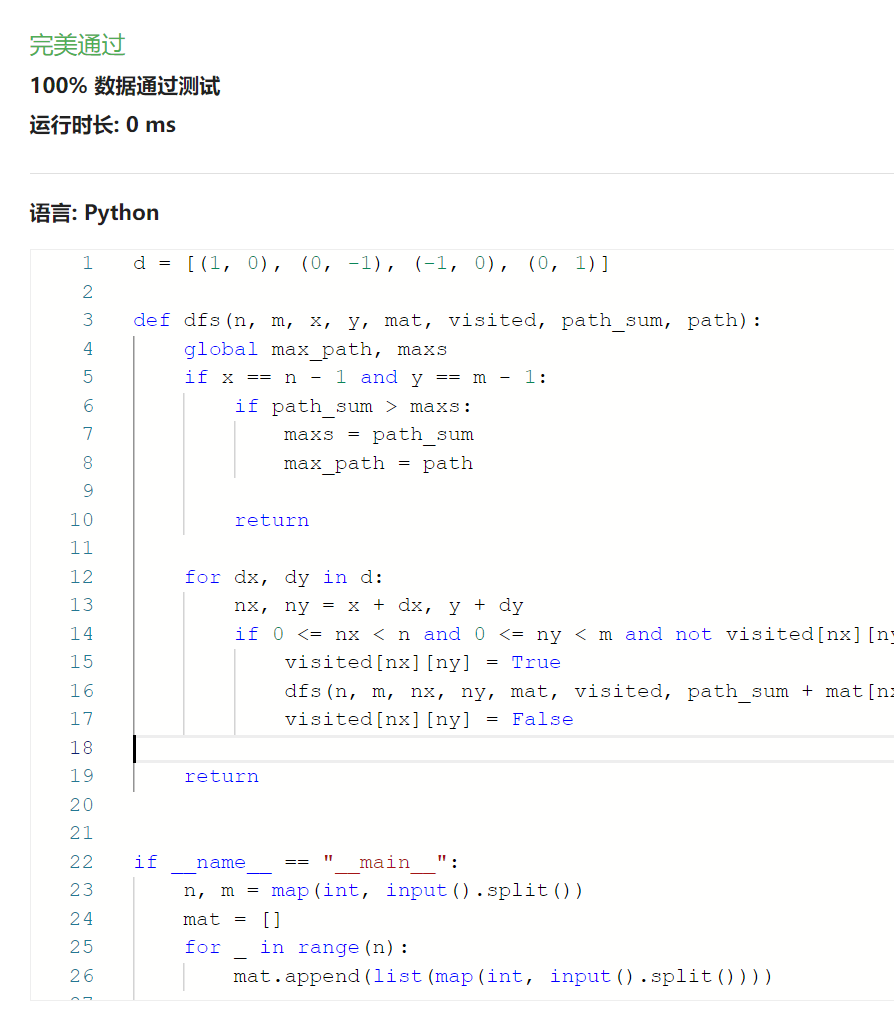 完美通过
100% 数据通过测试
运行时长: 0 ms
语言: Python
1 d = [(1, 0), (0, -1), (-1, 0), (0, 1)]
2
3 def dfs(n, m, x, y, mat, visited, path_sum, path):
4 global max_path, maxs
5 if x == n - 1 and y == m - 1:
6 if path_sum > maxs:
7 maxs = path_sum
8 max_path = path
9
10 return
11
12 for dx, dy in d:
13 nx, ny = x + dx, y + dy
14 if 0 <= nx < n and 0 <= ny < m and not visited[nx][ny
15 visited[nx][ny] = True
16 dfs(n, m, nx, ny, mat, visited, path_sum + mat[nx
17 visited[nx][ny] = False
18
19 return
20
21
22 if __name__ == "__main__":
23 n, m = map(int, input().split())
24 mat = []
25 for _ in range(n):
26 mat.append(list(map(int, input().split())))